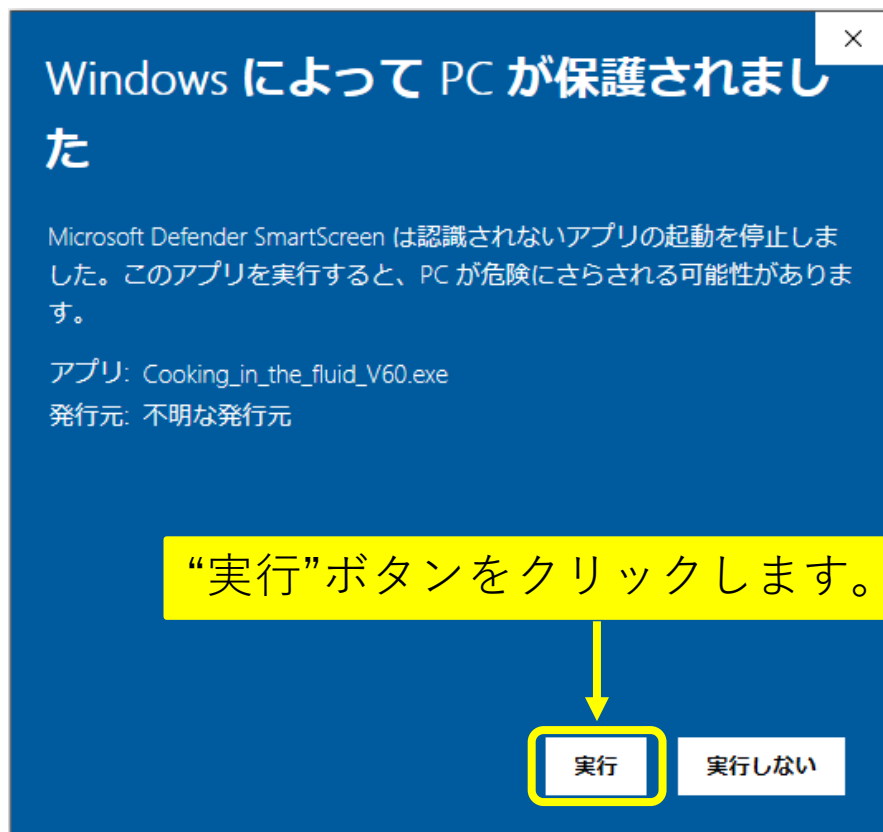 Windows によって PC が保護されまし
た
Microsoft Defender SmartScreen は認識されないアプリの起動を停止しま
した。このアプリを実行すると、PC が危険にさらされる可能性がありま
す。
アプリ: Cooking_in_the_fluid_V60.exe
発行元: 不明な発行元
“実行”ボタンをクリックします。
実行 実行しない